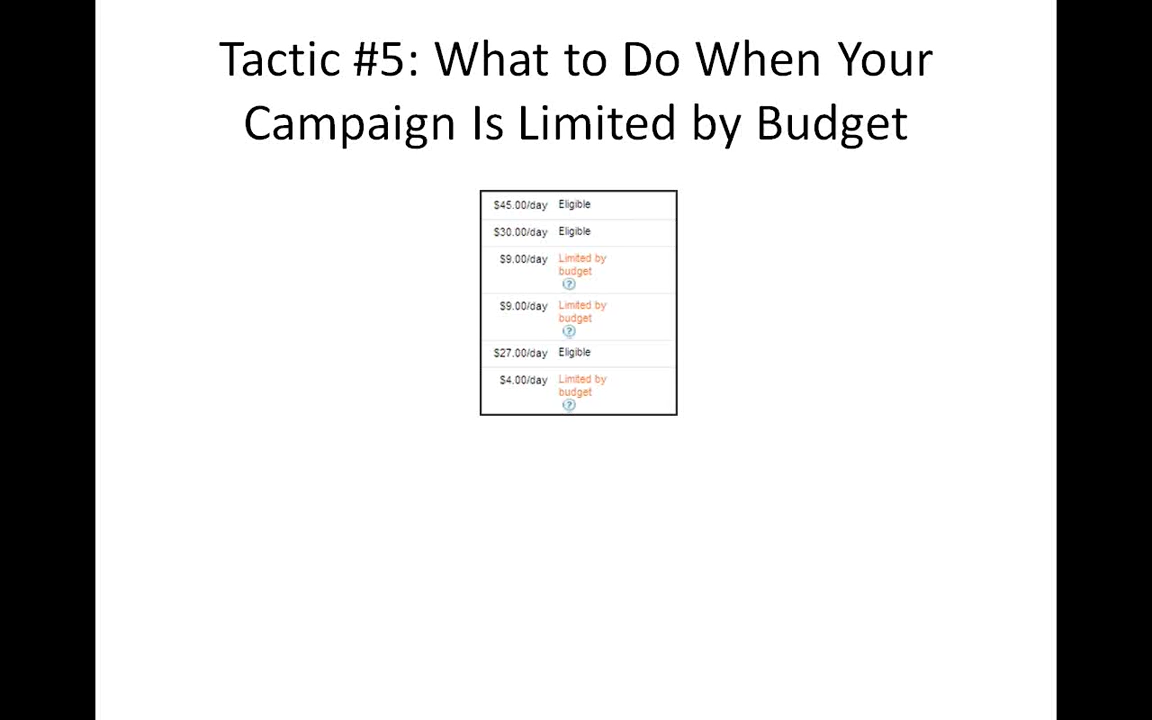 Tactic #5: What to Do When Your
Campaign Is Limited by Budget
$45.00/day Eligible
$30.00/day Eligible
$9.00/day Limited by
budget
?
$9.00/day Limited by
budget
?
$27.00/day Eligible
$4.00/day Limited by
budget
?